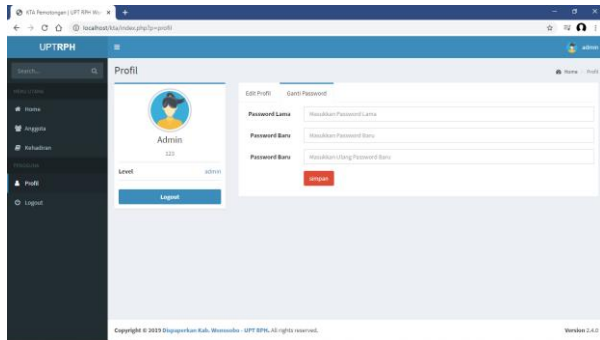 KTA Pemotongan | UPT RPH Wo
localhost/kta/index.php?p=profil
UPTRPH
admin
Search...
Profil
Home
Profil
MENU UTAMA
Home
Anggota
Kehadiran
PENGGUNA
Profil
Logout
Admin
123
Level
admin
Logout
Edit Profil
Ganti Password
Password Lama
Masukkan Password Lama
Password Baru
Masukkan Password Baru
Password Baru
Masukkan Ulang Password Baru
simpan
Copyright © 2019 Dispaperkan Kab. Wonosobo - UPT RPH. All rights reserved.
Version 2.4.0